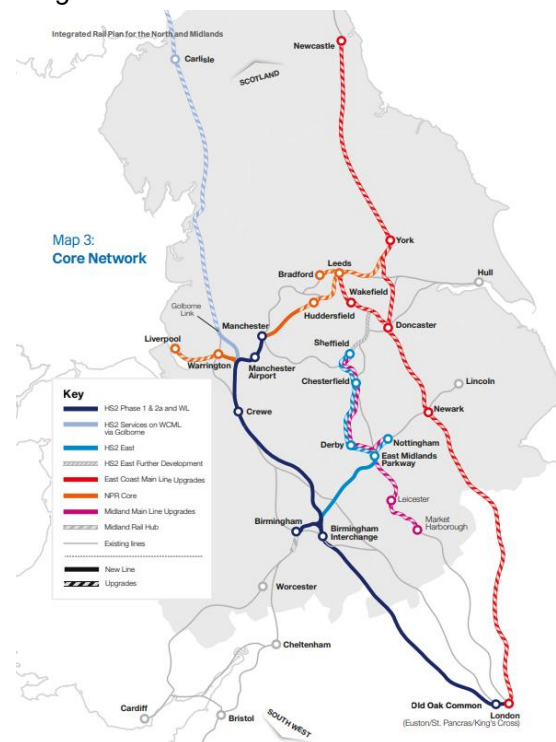 Integrated Rail Plan for the North and Midlands
Newcastle
Carlisle
SCOTLAND
Map 3:
Core Network
York
Leeds
Bradford
Hull
Wakefield
Golborne
Link
Huddersfield
Manchester
Doncaster
Liverpool
Sheffield
Warrington
Manchester
Airport
Chesterfield
Lincoln
Key
HS2 Phase 1 & 2a and WL
HS2 Services on WCML
via Golborne
HS2 East
HS2 East Further Development
East Coast Main Line Upgrades
NPR Core
Midland Main Line Upgrades
Midland Rail Hub
Existing lines
New Line
Upgrades
Crewe
Newark
Derby
Nottingham
East Midlands
Parkway
Leicester
Market
Harborough
Birmingham
Birmingham
Interchange
Worcester
Cheltenham
Cardiff
Bristol
SOUTH WEST
Old Oak Common
London
(Euston/St. Pancras/King's Cross)